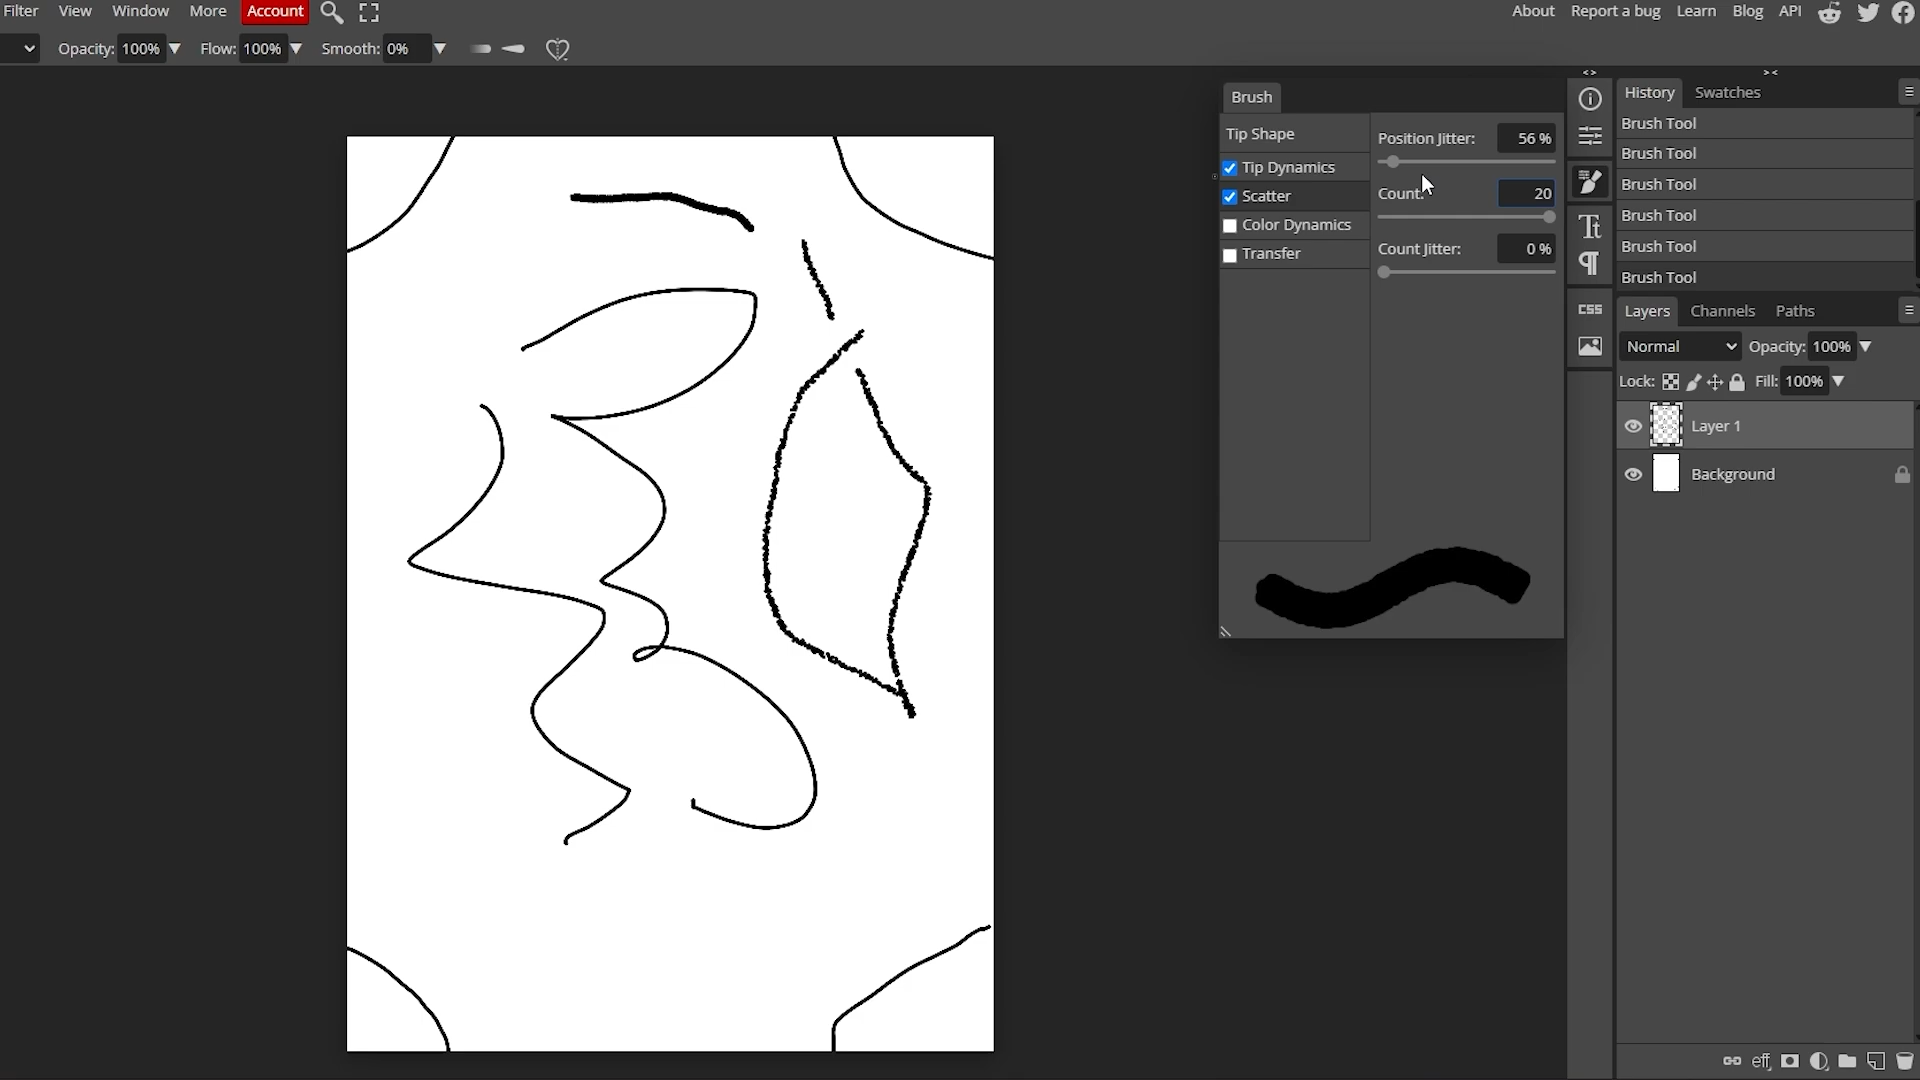 Filter View Window More Account About Report a bug Learn Blog API
Opacity: 100% Flow: 100% Smooth: 0%
Brush
Tip Shape
Tip Dynamics
Scatter
Color Dynamics
Transfer
Position Jitter: 56 %
Count: 20
Count Jitter: 0 %
CSS
History Swatches
Brush Tool
Brush Tool
Brush Tool
Brush Tool
Brush Tool
Brush Tool
Layers Channels Paths
Normal Opacity: 100%
Lock: Fill: 100%
Layer 1
Background
eff